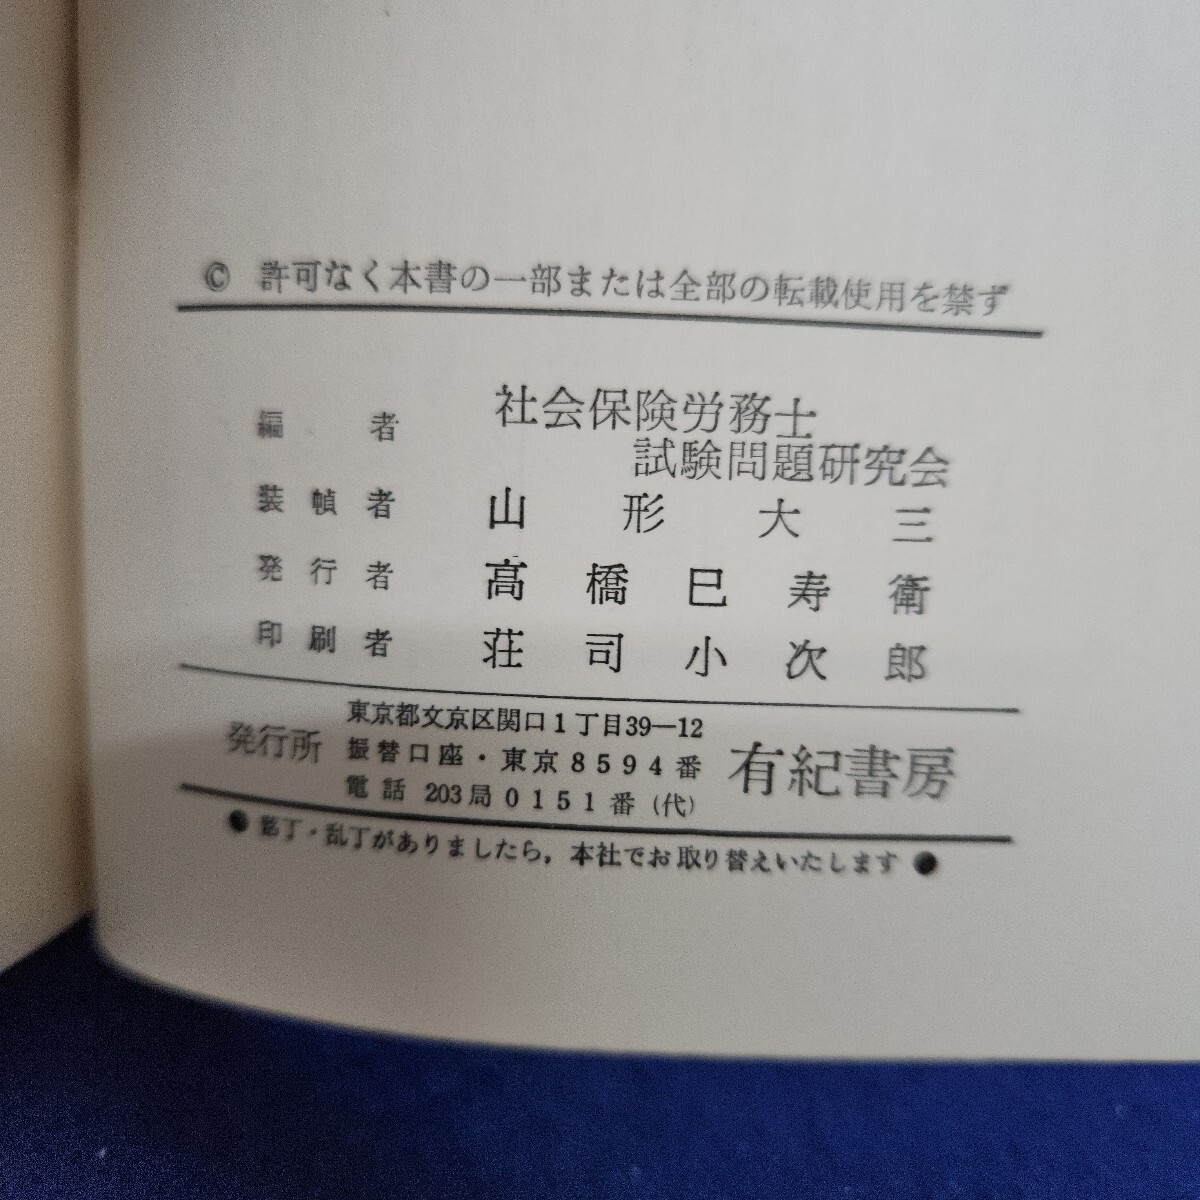 © 許可なく本書の一部または全部の転載使用を禁ず
編者 社会保険労務士
試験問題研究会
装幀者 山形大三
発行者 高橋巳寿衛
印刷者 荘司小次郎
東京都文京区関口1丁目39—12
発行所 振替口座・東京8594番 有紀書房
電話 203局0151番(代)
●落丁・乱丁がありましたら，本社でお取り替えいたします●